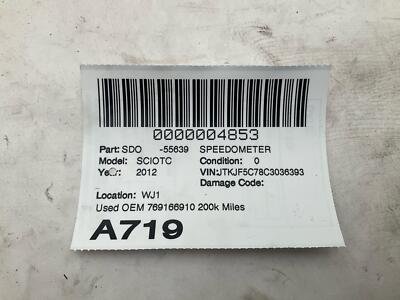 0000004853
Part: SDO -55639 SPEEDOMETER
Model: SCIOTC Condition: 0
Year: 2012 VIN:JTKJF5C78C3036393
Damage Code:
Location: WJ1
Used OEM 769166910 200k Miles
A719